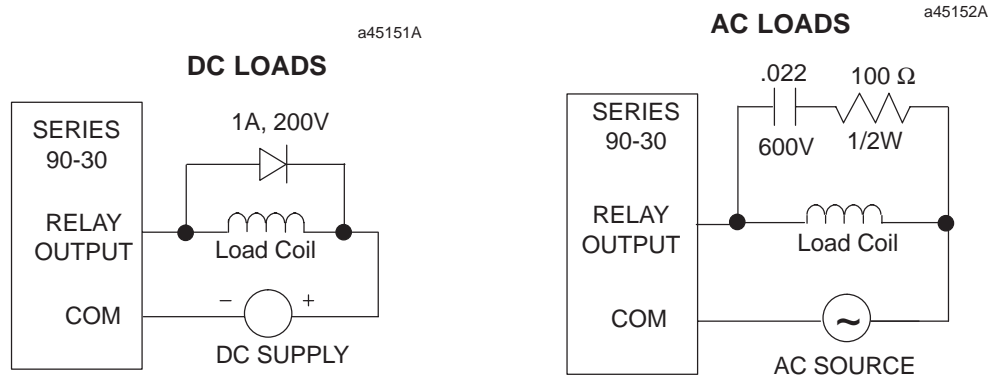 a45151A
DC LOADS
SERIES
90-30
1A, 200V
RELAY
OUTPUT
Load Coil
COM
– +
DC SUPPLY
a45152A
AC LOADS
.022 100 Ω
SERIES
90-30
600V 1/2W
RELAY
OUTPUT
Load Coil
COM
~
AC SOURCE